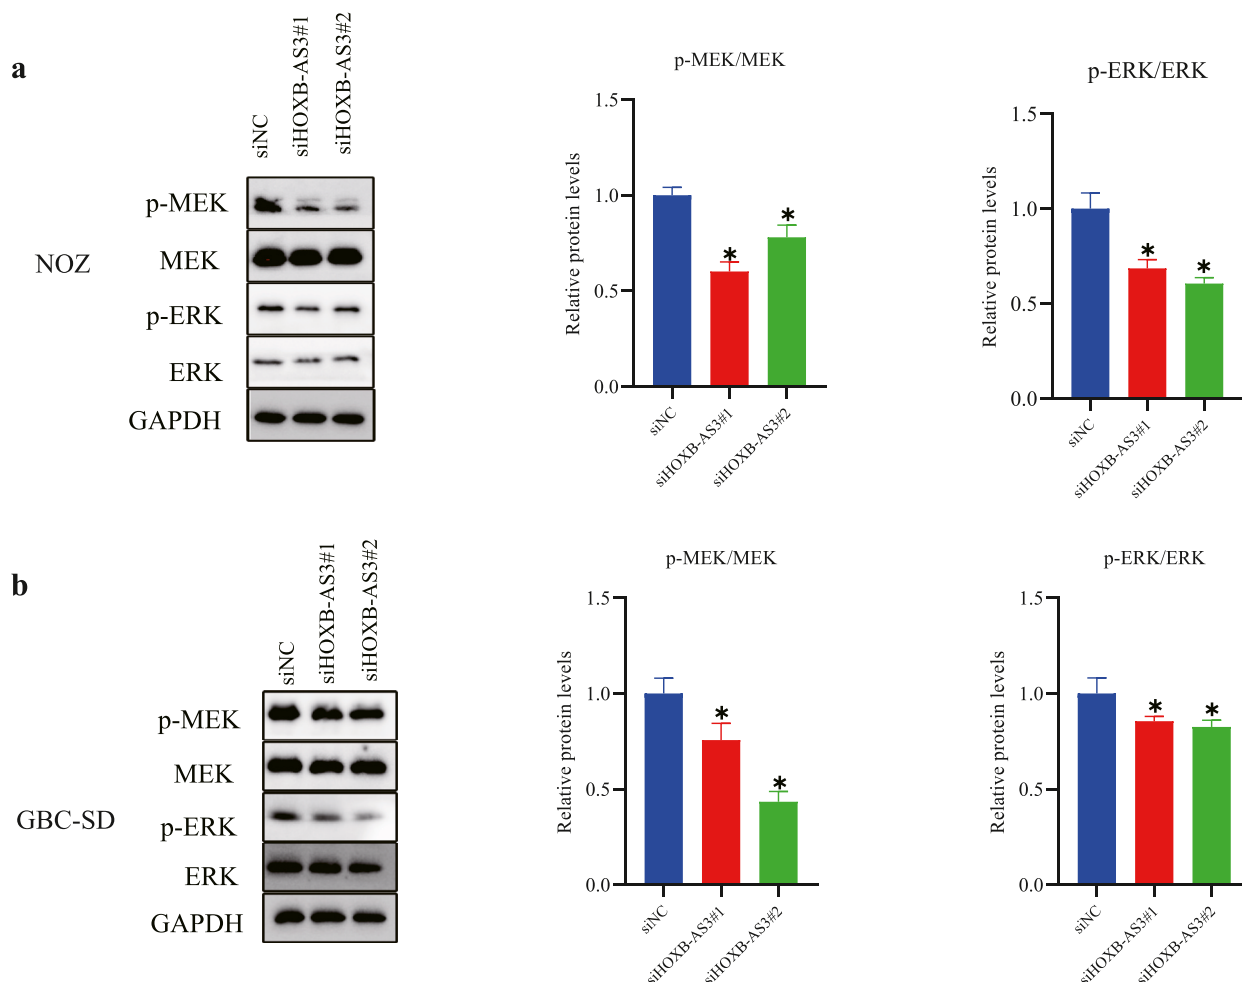 a
siNC
siHOXB-AS3#1
siHOXB-AS3#2
NOZ
p-MEK
MEK
p-ERK
ERK
GAPDH
p-MEK/MEK
Relative protein levels
1.5
1.0
0.5
0.0
*
*
siNC
siHOXB-AS3#1
siHOXB-AS3#2
p-ERK/ERK
Relative protein levels
1.5
1.0
0.5
0.0
*
*
siNC
siHOXB-AS3#1
siHOXB-AS3#2
b
siNC
siHOXB-AS3#1
siHOXB-AS3#2
GBC-SD
p-MEK
MEK
p-ERK
ERK
GAPDH
p-MEK/MEK
Relative protein levels
1.5
1.0
0.5
0.0
*
*
siNC
siHOXB-AS3#1
siHOXB-AS3#2
p-ERK/ERK
Relative protein levels
1.5
1.0
0.5
0.0
*
*
siNC
siHOXB-AS3#1
siHOXB-AS3#2